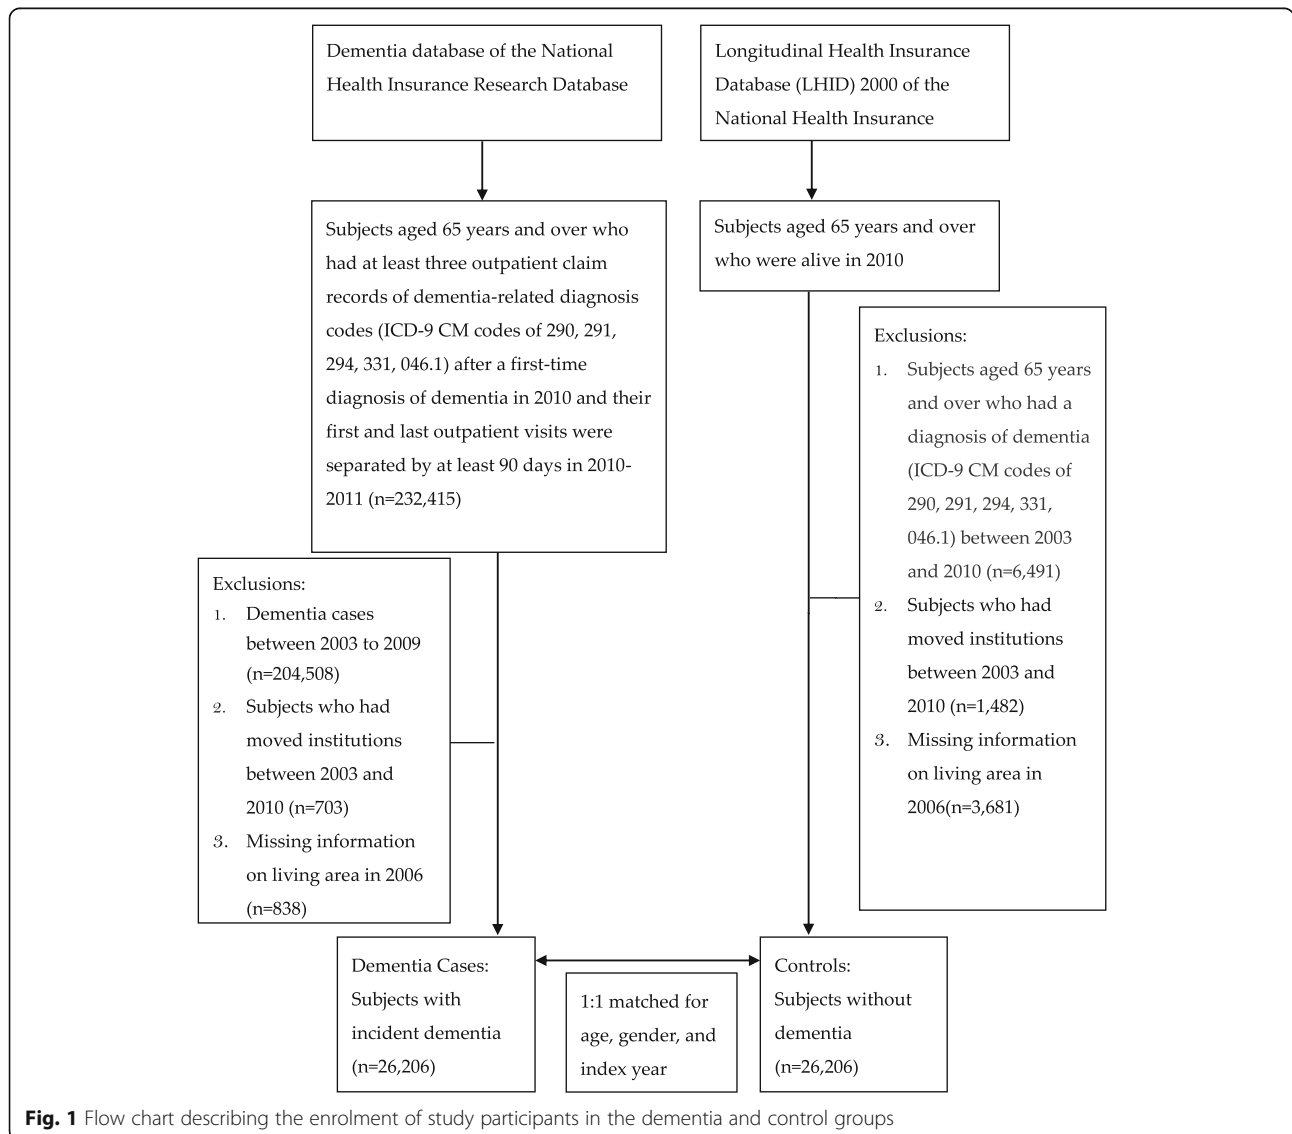 Dementia database of the National
Health Insurance Research Database
Longitudinal Health Insurance
Database (LHID) 2000 of the
National Health Insurance
Subjects aged 65 years and over who
had at least three outpatient claim
records of dementia-related diagnosis
codes (ICD-9 CM codes of 290, 291,
294, 331, 046.1) after a first-time
diagnosis of dementia in 2010 and their
first and last outpatient visits were
separated by at least 90 days in 2010-
2011 (n=232,415)
Subjects aged 65 years and over
who were alive in 2010
Exclusions:
1. Dementia cases
between 2003 to 2009
(n=204,508)
2. Subjects who had
moved institutions
between 2003 and
2010 (n=703)
3. Missing information
on living area in 2006
(n=838)
Exclusions:
1. Subjects aged 65 years
and over who had a
diagnosis of dementia
(ICD-9 CM codes of
290, 291, 294, 331,
046.1) between 2003
and 2010 (n=6,491)
2. Subjects who had
moved institutions
between 2003 and
2010 (n=1,482)
3. Missing information
on living area in
2006(n=3,681)
Dementia Cases:
Subjects with
incident dementia
(n=26,206)
1:1 matched for
age, gender, and
index year
Controls:
Subjects without
dementia
(n=26,206)
Fig. 1 Flow chart describing the enrolment of study participants in the dementia and control groups